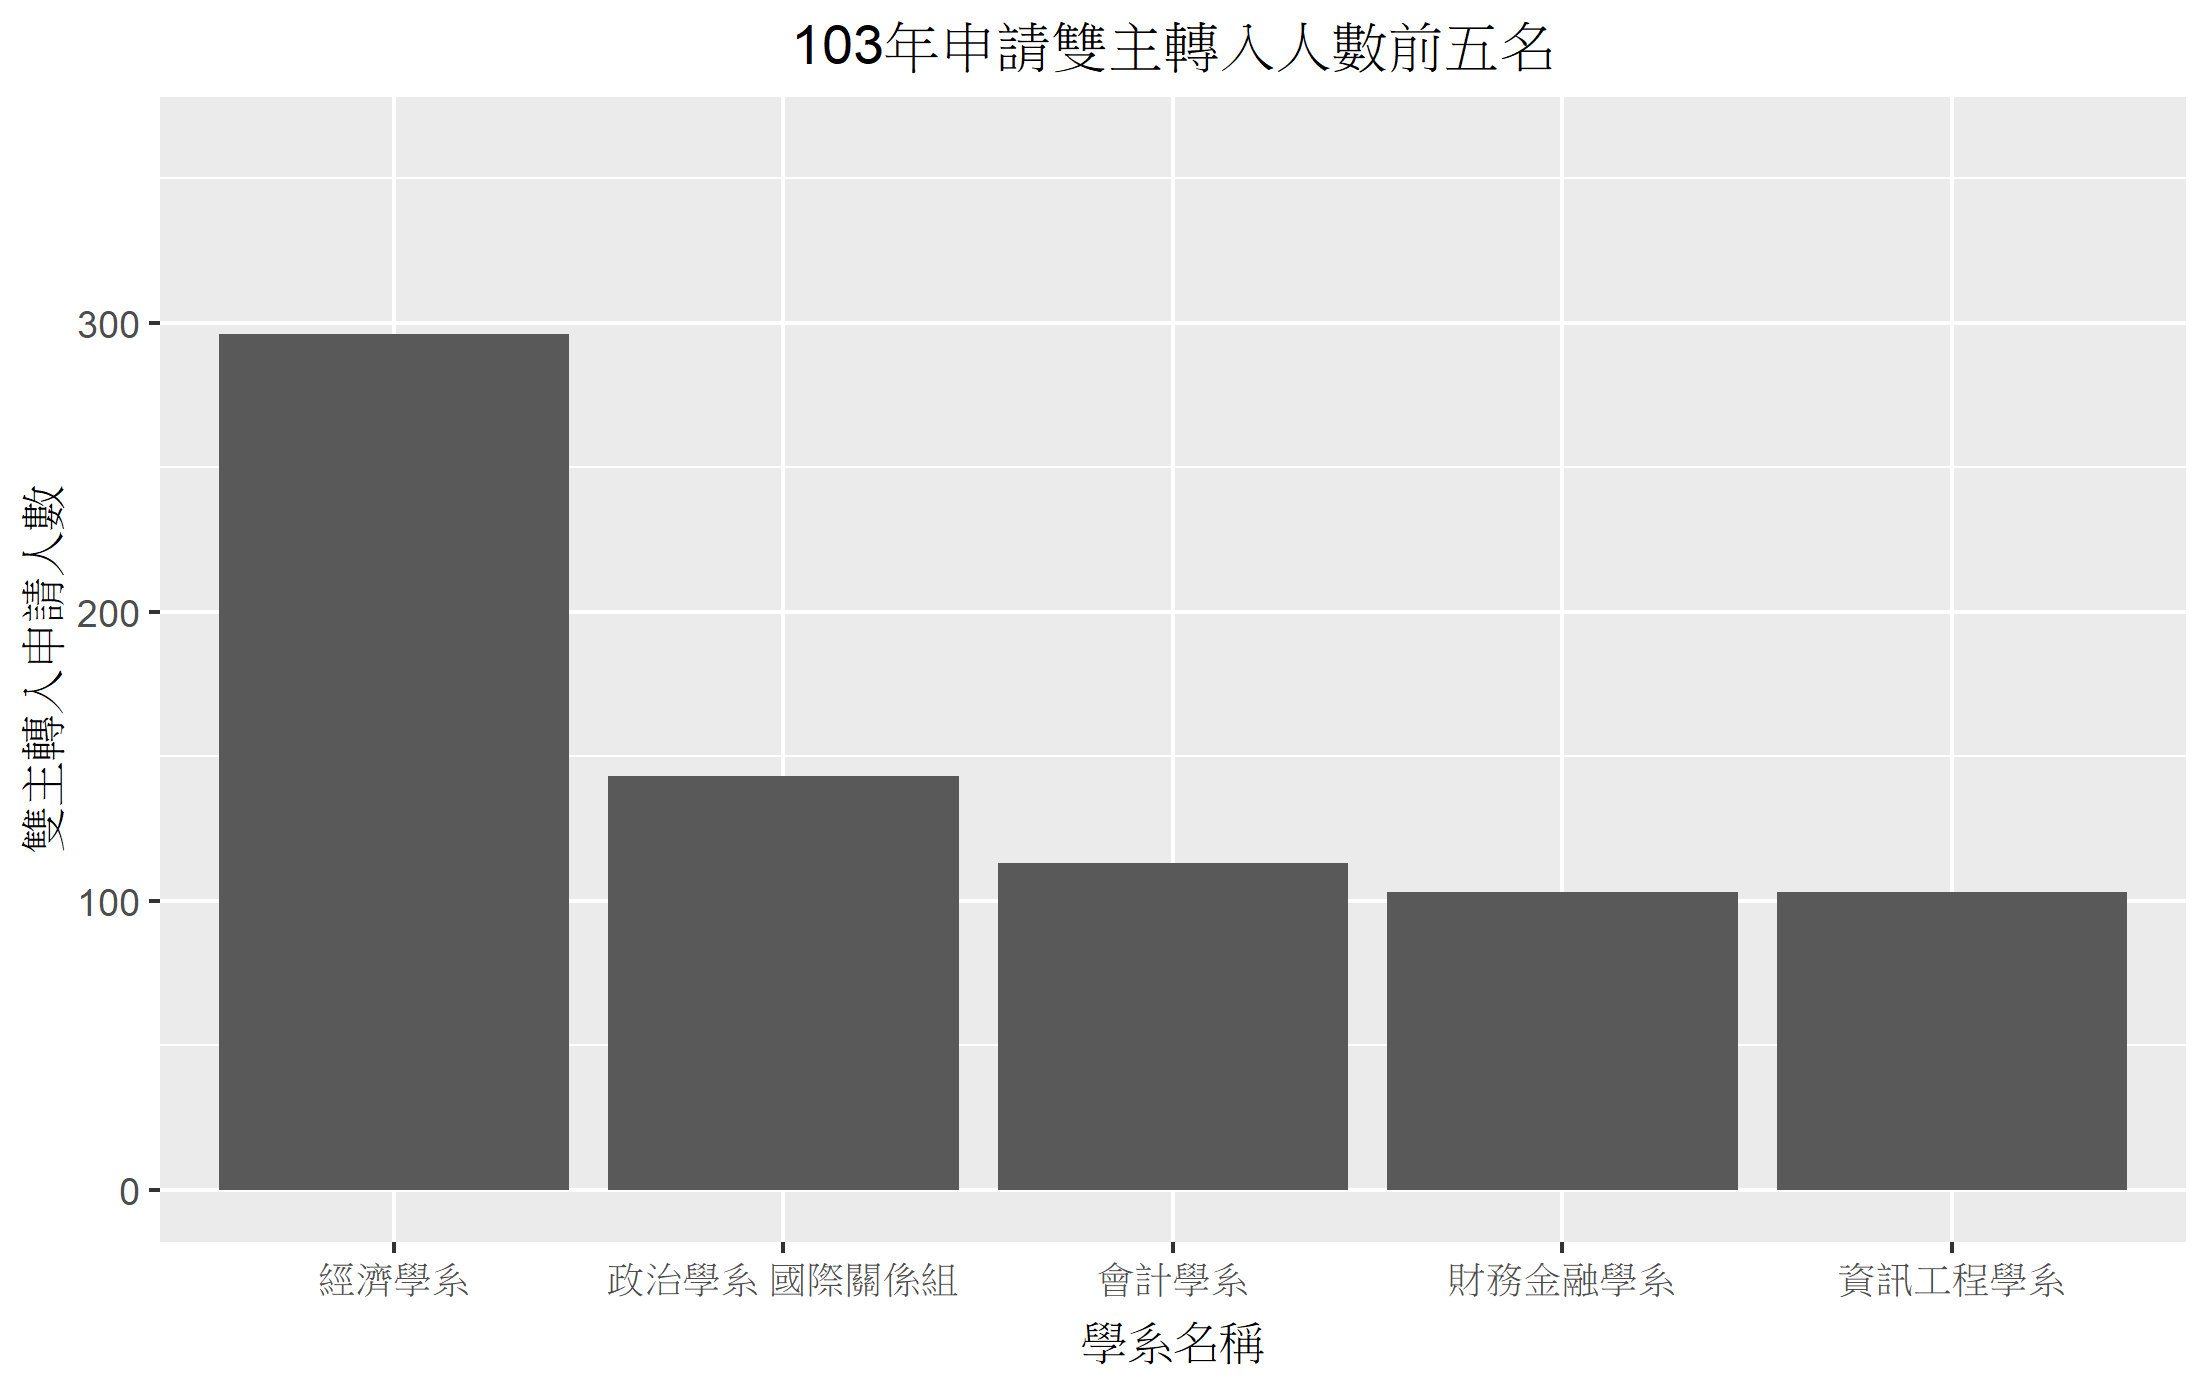 103年申請雙主轉入人數前五名
雙主轉入申請人數
300
200
100
0
經濟學系
政治學系 國際關係組
會計學系
財務金融學系
資訊工程學系
學系名稱